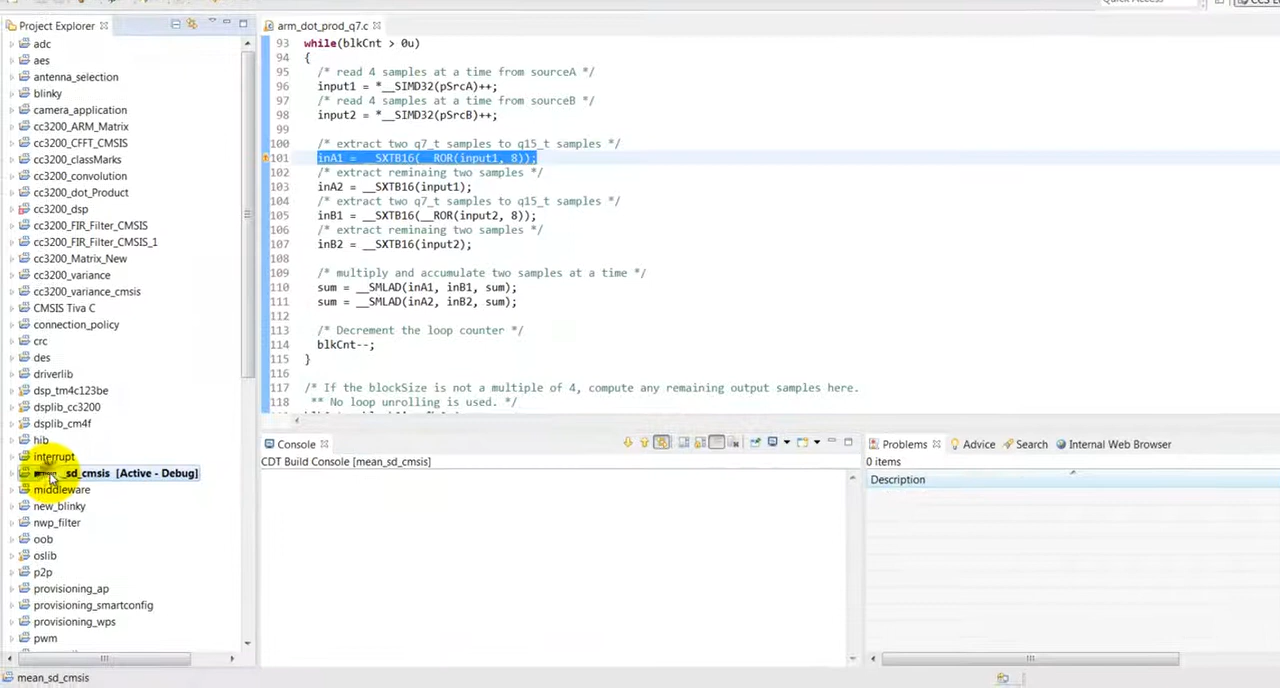 Quick Access
CCS Ed
Project Explorer
adc
aes
antenna_selection
blinky
camera_application
cc3200_ARM_Matrix
cc3200_CFFT_CMSIS
cc3200_classMarks
cc3200_convolution
cc3200_dot_Product
cc3200_dsp
cc3200_FIR_Filter_CMSIS
cc3200_FIR_Filter_CMSIS_1
cc3200_Matrix_New
cc3200_variance
cc3200_variance_cmsis
CMSIS Tiva C
connection_policy
crc
des
driverlib
dsp_tm4c123be
dsplib_cc3200
dsplib_cm4f
hib
interrupt
_sd_cmsis [Active - Debug]
middleware
new_blinky
nwp_filter
oob
oslib
p2p
provisioning_ap
provisioning_smartconfig
provisioning_wps
pwm
mean_sd_cmsis
arm_dot_prod_q7.c
93 while(blkCnt > 0u)
94 {
95 /* read 4 samples at a time from sourceA */
96 input1 = *__SIMD32(pSrcA)++;
97 /* read 4 samples at a time from sourceB */
98 input2 = *__SIMD32(pSrcB)++;
99
100 /* extract two q7_t samples to q15_t samples */
101 inA1 = __SXTB16(__ROR(input1, 8));
102 /* extract reminaing two samples */
103 inA2 = __SXTB16(input1);
104 /* extract two q7_t samples to q15_t samples */
105 inB1 = __SXTB16(__ROR(input2, 8));
106 /* extract reminaing two samples */
107 inB2 = __SXTB16(input2);
108
109 /* multiply and accumulate two samples at a time */
110 sum = __SMLAD(inA1, inB1, sum);
111 sum = __SMLAD(inA2, inB2, sum);
112
113 /* Decrement the loop counter */
114 blkCnt--;
115 }
116
117 /* If the blockSize is not a multiple of 4, compute any remaining output samples here.
118 ** No loop unrolling is used. */
Console
CDT Build Console [mean_sd_cmsis]
Problems Advice Search Internal Web Browser
0 items
Description